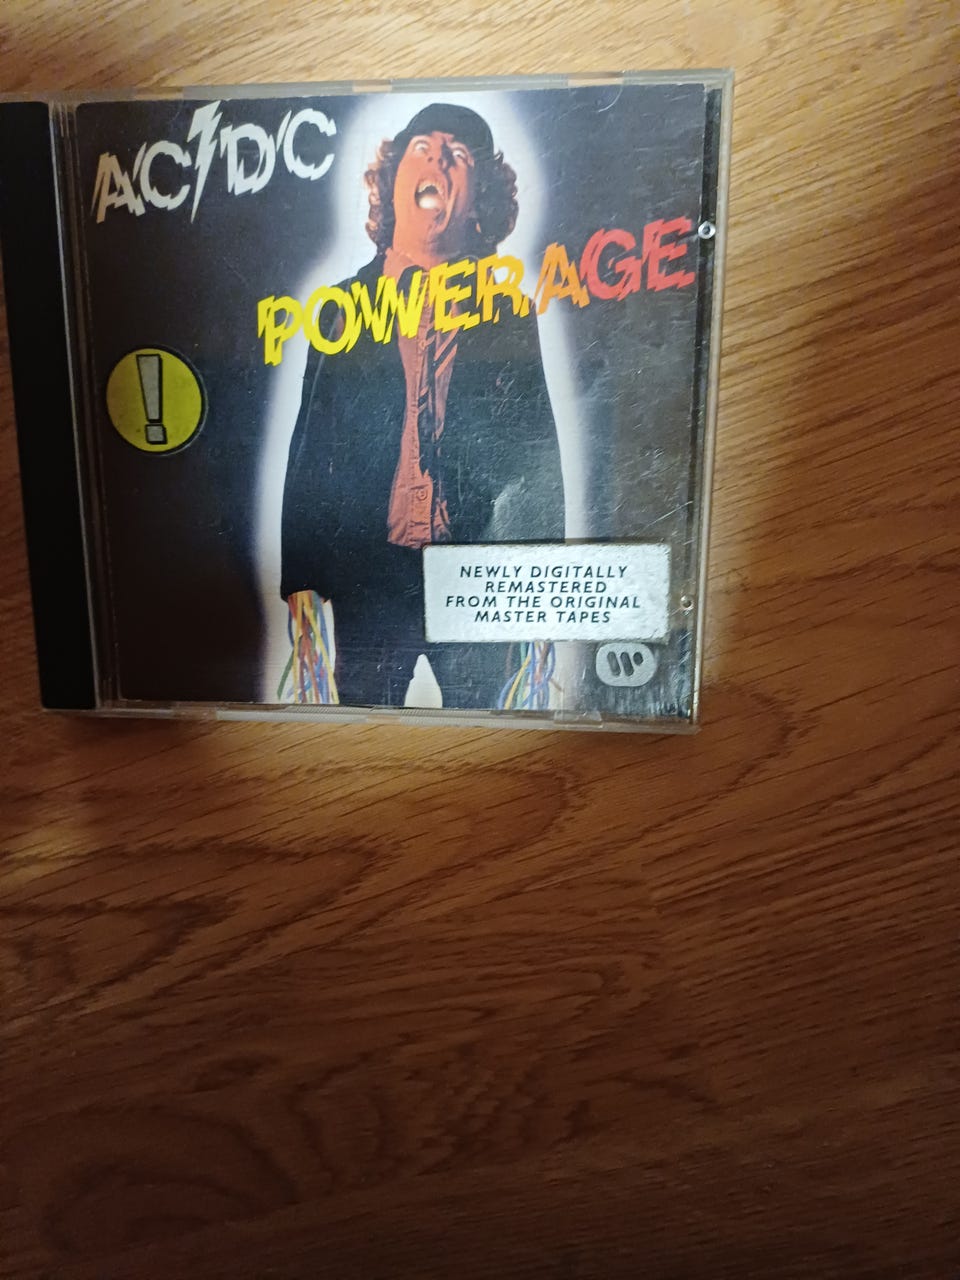 AC⚡DC
POWERAGE
!
NEWLY DIGITALLY
REMASTERED
FROM THE ORIGINAL
MASTER TAPES